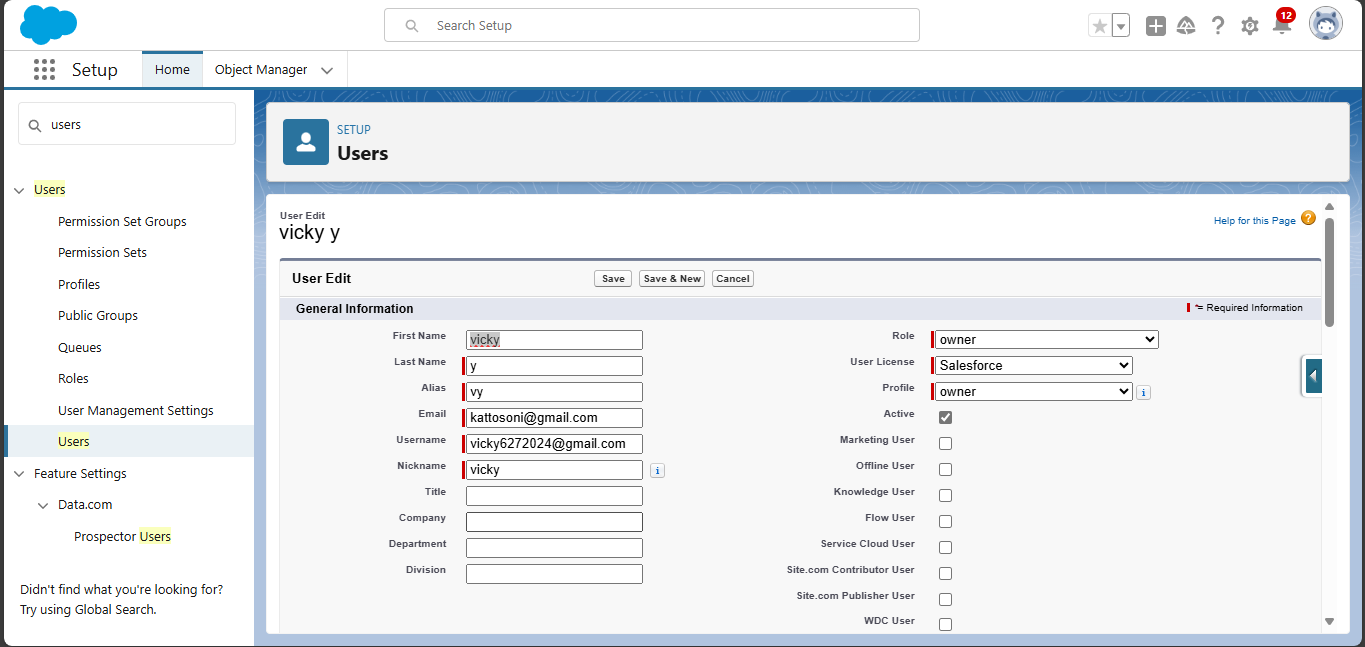 Search Setup
12
Setup
Home
Object Manager
users
Users
Permission Set Groups
Permission Sets
Profiles
Public Groups
Queues
Roles
User Management Settings
Users
Feature Settings
Data.com
Prospector Users
Didn't find what you're looking for?
Try using Global Search.
SETUP
Users
User Edit
vicky y
Help for this Page ?
User Edit
Save
Save & New
Cancel
General Information
= Required Information
First Name vicky
Last Name y
Alias vy
Email kattosoni@gmail.com
Username vicky6272024@gmail.com
Nickname vicky i
Title
Company
Department
Division
Role owner
User License Salesforce
Profile owner i
Active
Marketing User
Offline User
Knowledge User
Flow User
Service Cloud User
Site.com Contributor User
Site.com Publisher User
WDC User